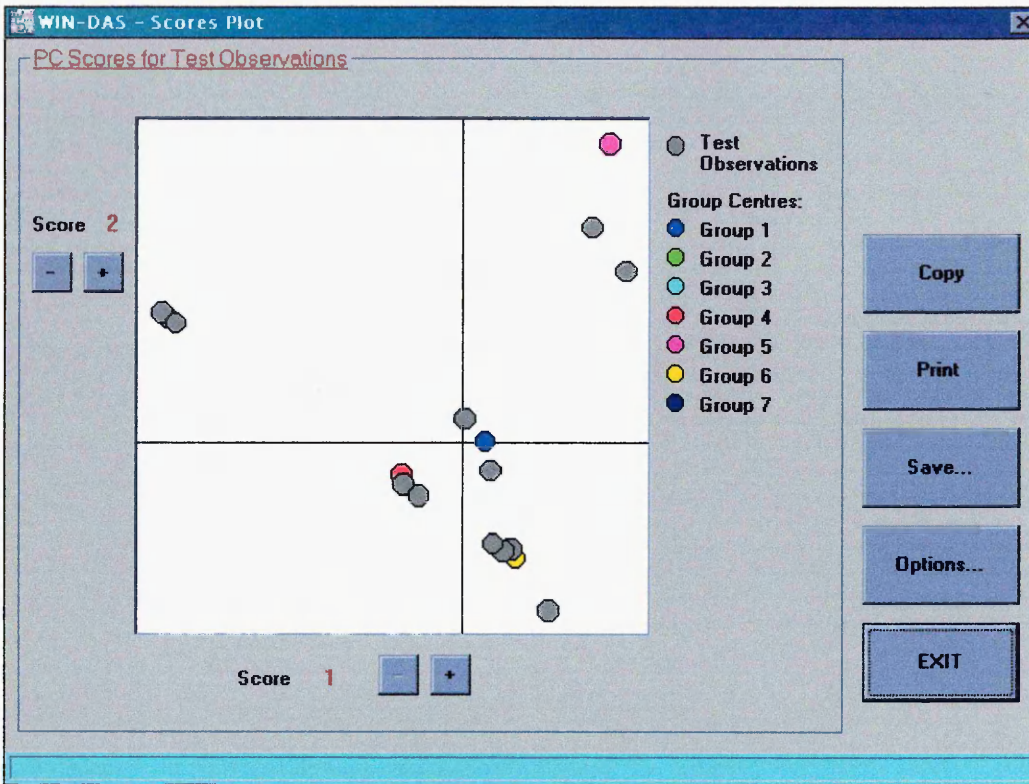 WIN-DAS - Scores Plot
PC Scores for Test Observations
Score 2
- +
Test
Observations
Group Centres:
Group 1
Group 2
Group 3
Group 4
Group 5
Group 6
Group 7
Score 1
- +
Copy
Print
Save...
Options...
EXIT